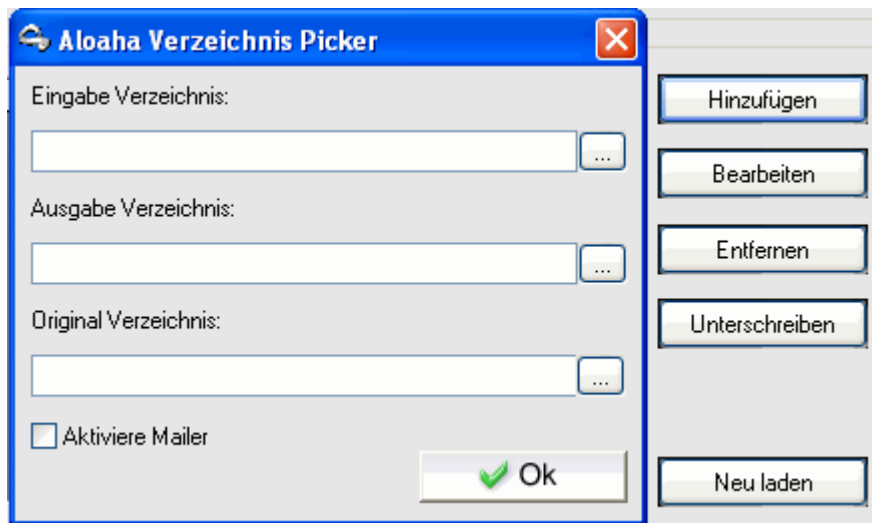 Aloaha Verzeichnis Picker
Eingabe Verzeichnis:
...
Ausgabe Verzeichnis:
...
Original Verzeichnis:
...
Aktiviere Mailer
Ok
Hinzufügen
Bearbeiten
Entfernen
Unterschreiben
Neu laden